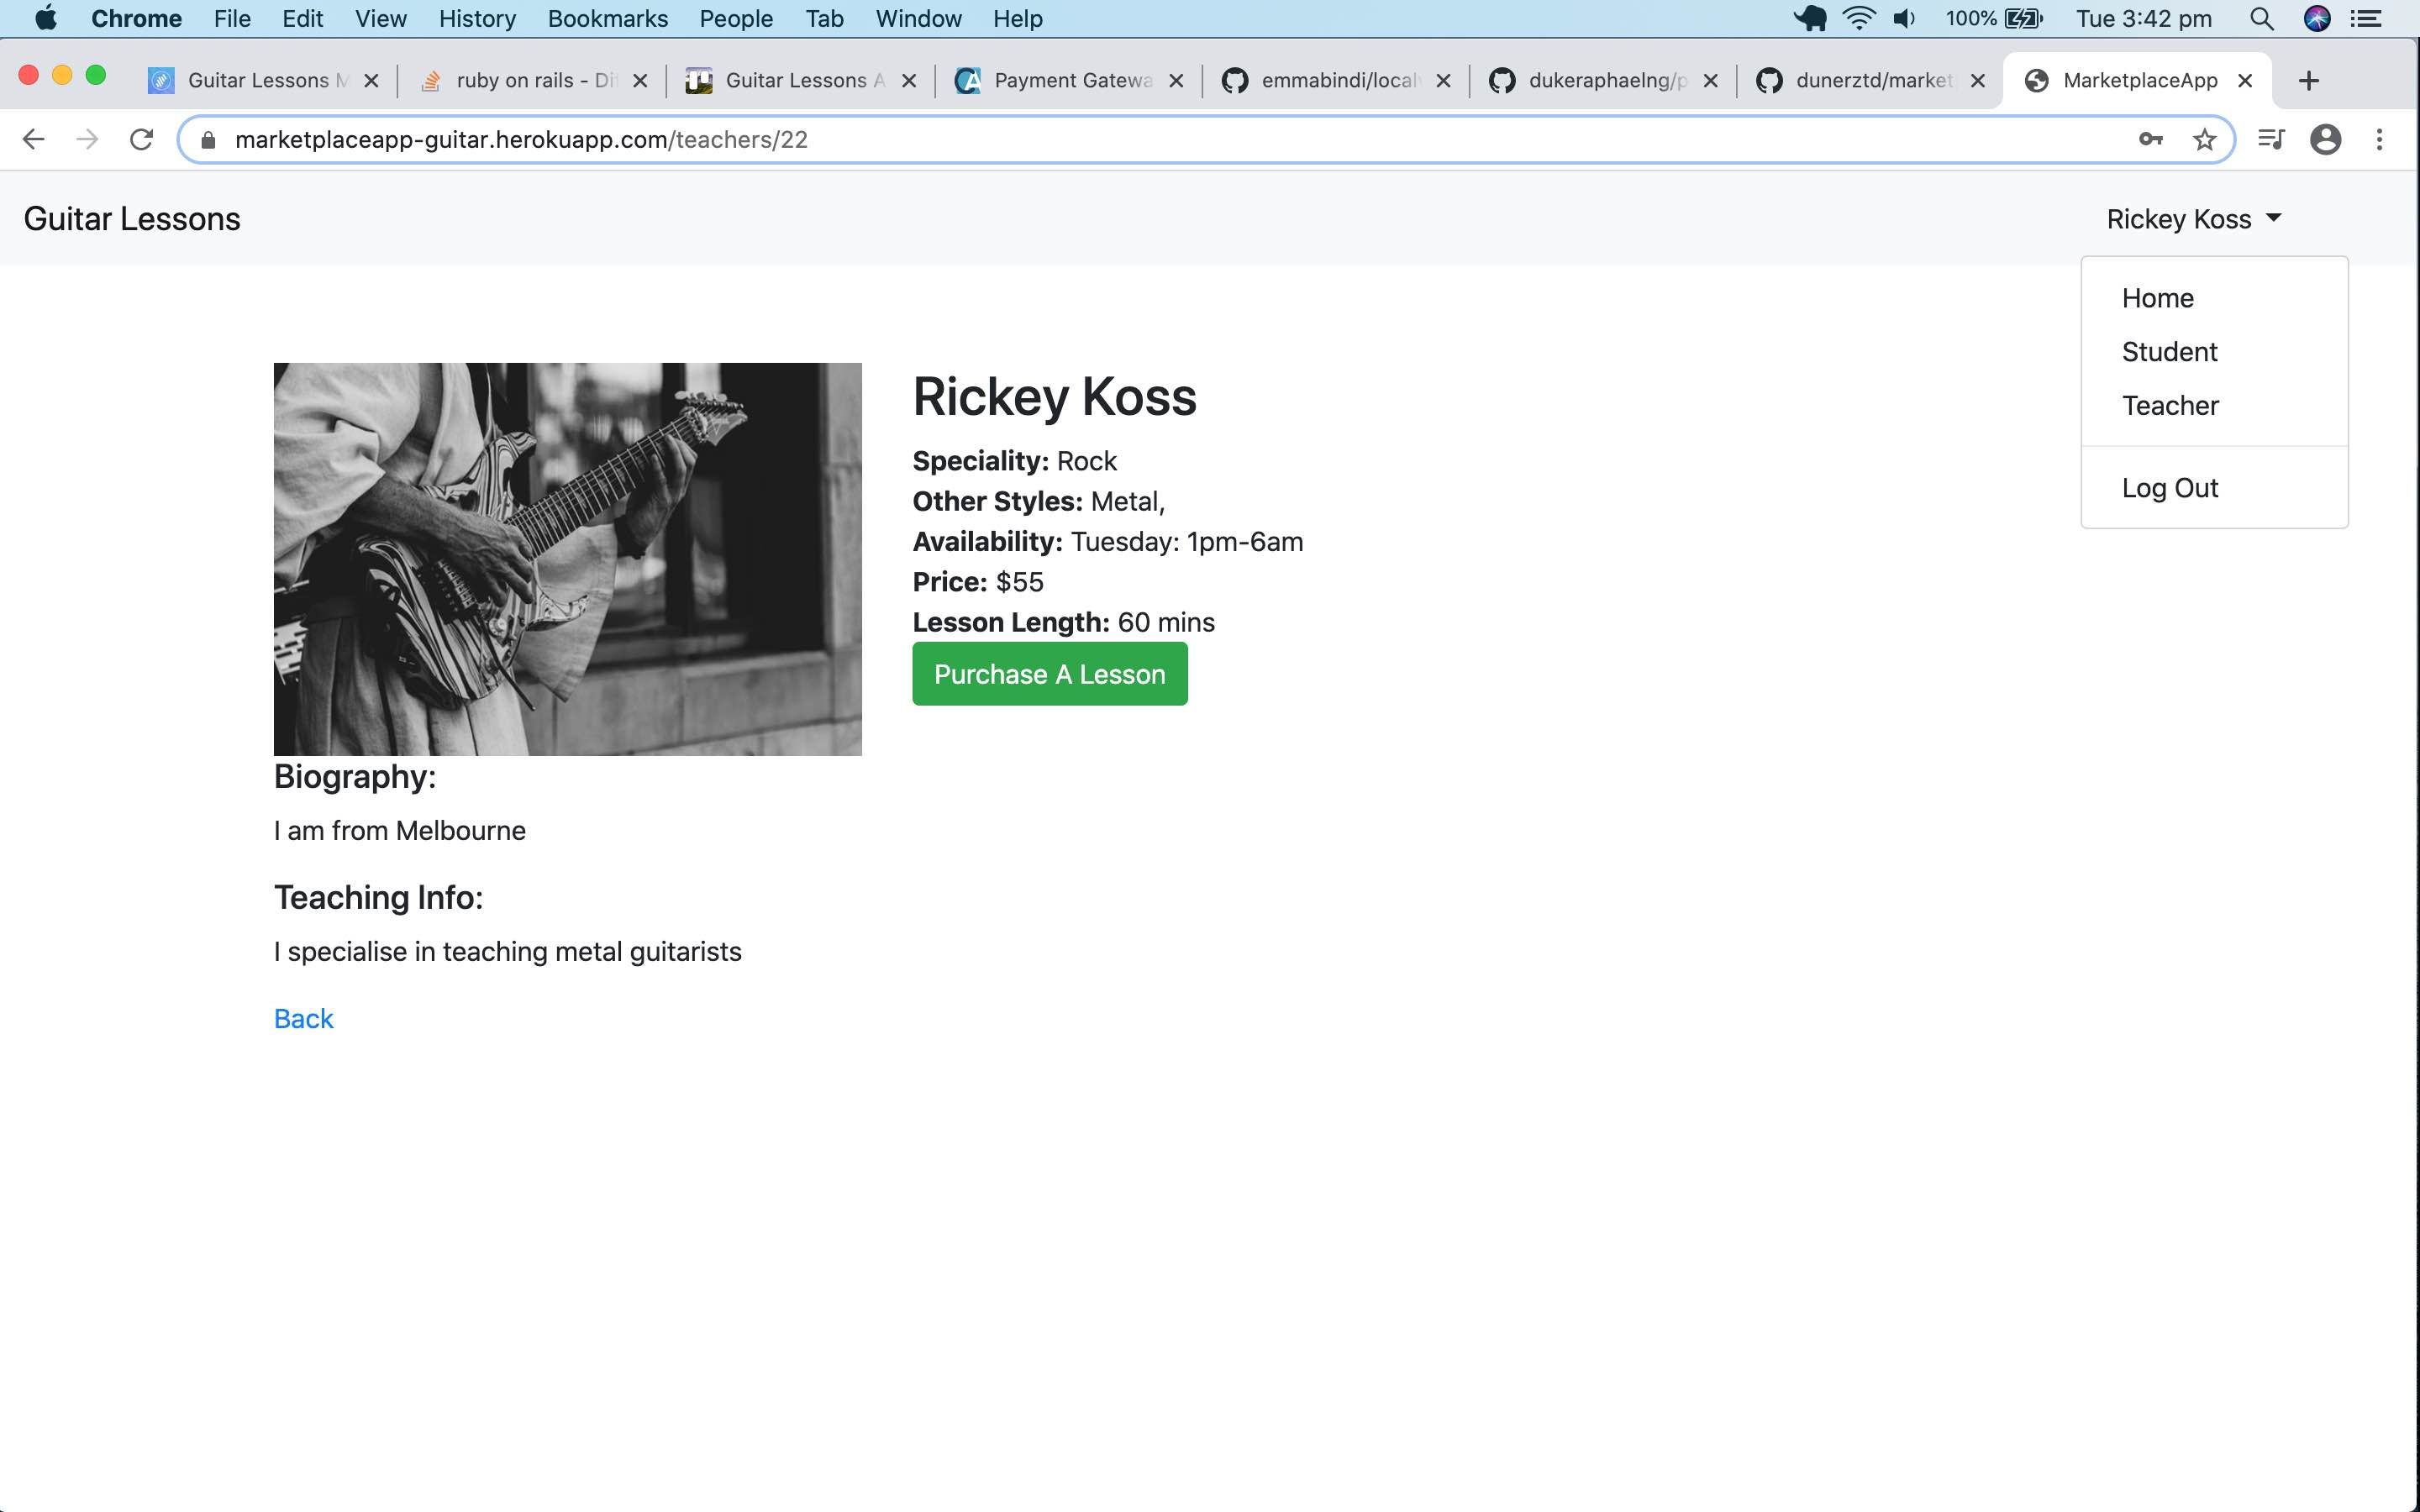 Chrome File Edit View History Bookmarks People Tab Window Help 100% Tue 3:42 pm
Guitar Lessons M ruby on rails - Di Guitar Lessons A Payment Gatewa emmabindi/local dukeraphaelng/p dunerztd/market MarketplaceApp
marketplaceapp-guitar.herokuapp.com/teachers/22
Guitar Lessons Rickey Koss
Home
Student
Teacher
Log Out
Rickey Koss
Speciality: Rock
Other Styles: Metal,
Availability: Tuesday: 1pm-6am
Price: $55
Lesson Length: 60 mins
Purchase A Lesson
Biography:
I am from Melbourne
Teaching Info:
I specialise in teaching metal guitarists
Back